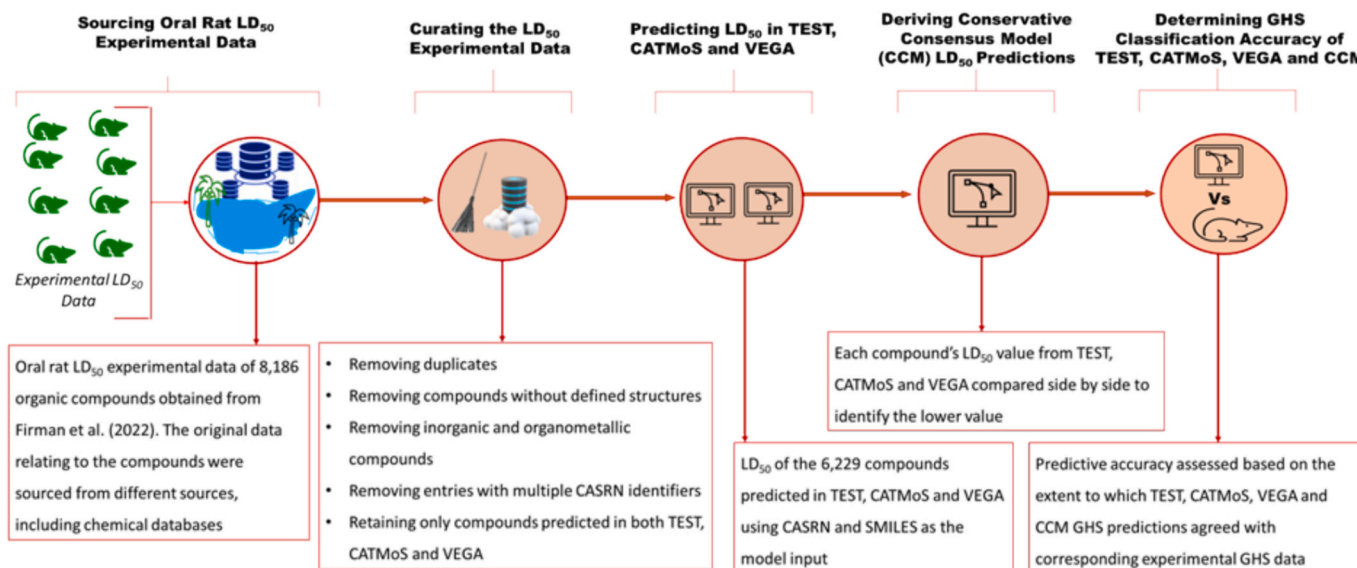 Sourcing Oral Rat LD50
Experimental Data
Curating the LD50
Experimental Data
Predicting LD50 in TEST,
CATMoS and VEGA
Deriving Conservative
Consensus Model
(CCM) LD50 Predictions
Determining GHS
Classification Accuracy of
TEST, CATMoS, VEGA and CCM
Experimental LD50
Data
Vs
Oral rat LD50 experimental data of 8,186
organic compounds obtained from
Firman et al. (2022). The original data
relating to the compounds were
sourced from different sources,
including chemical databases
• Removing duplicates
• Removing compounds without defined structures
• Removing inorganic and organometallic
compounds
• Removing entries with multiple CASRN identifiers
• Retaining only compounds predicted in both TEST,
CATMoS and VEGA
LD50 of the 6,229 compounds
predicted in TEST, CATMoS and VEGA
using CASRN and SMILES as the
model input
Each compound's LD50 value from TEST,
CATMoS and VEGA compared side by side to
identify the lower value
Predictive accuracy assessed based on the
extent to which TEST, CATMoS, VEGA and
CCM GHS predictions agreed with
corresponding experimental GHS data